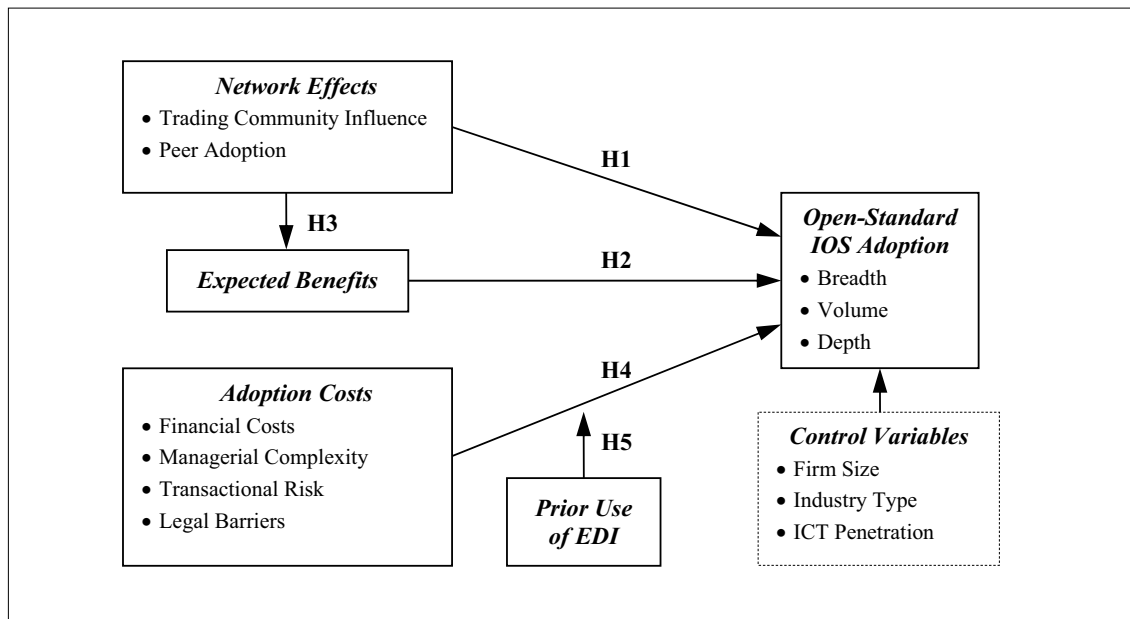 Network Effects
• Trading Community Influence
• Peer Adoption
H1
H3
Expected Benefits
H2
Open-Standard
IOS Adoption
• Breadth
• Volume
• Depth
Adoption Costs
• Financial Costs
• Managerial Complexity
• Transactional Risk
• Legal Barriers
H4
H5
Prior Use
of EDI
Control Variables
• Firm Size
• Industry Type
• ICT Penetration